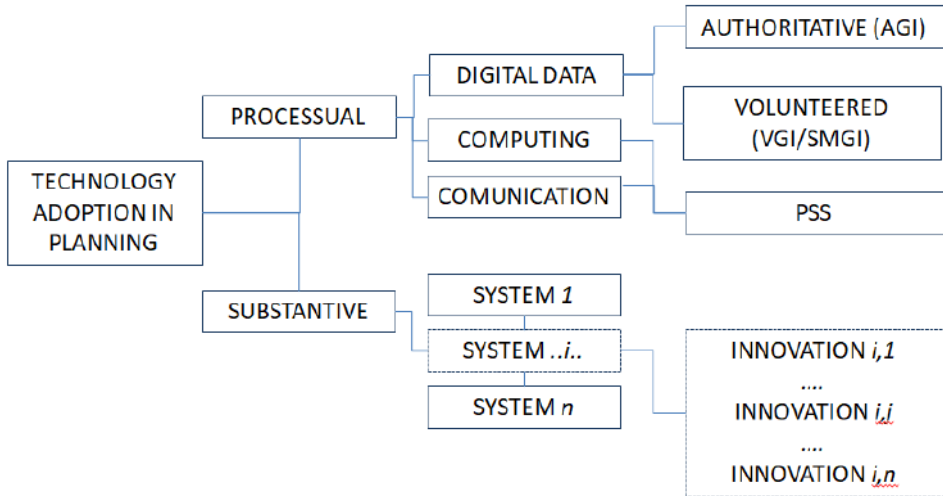 AUTHORITATIVE (AGI)
DIGITAL DATA
PROCESSUAL
VOLUNTEERED
(VGI/SMGI)
COMPUTING
TECHNOLOGY
ADOPTION IN
PLANNING
COMUNICATION
PSS
SUBSTANTIVE
SYSTEM 1
SYSTEM ..i..
SYSTEM n
INNOVATION i,1
....
INNOVATION i,j
....
INNOVATION i,n